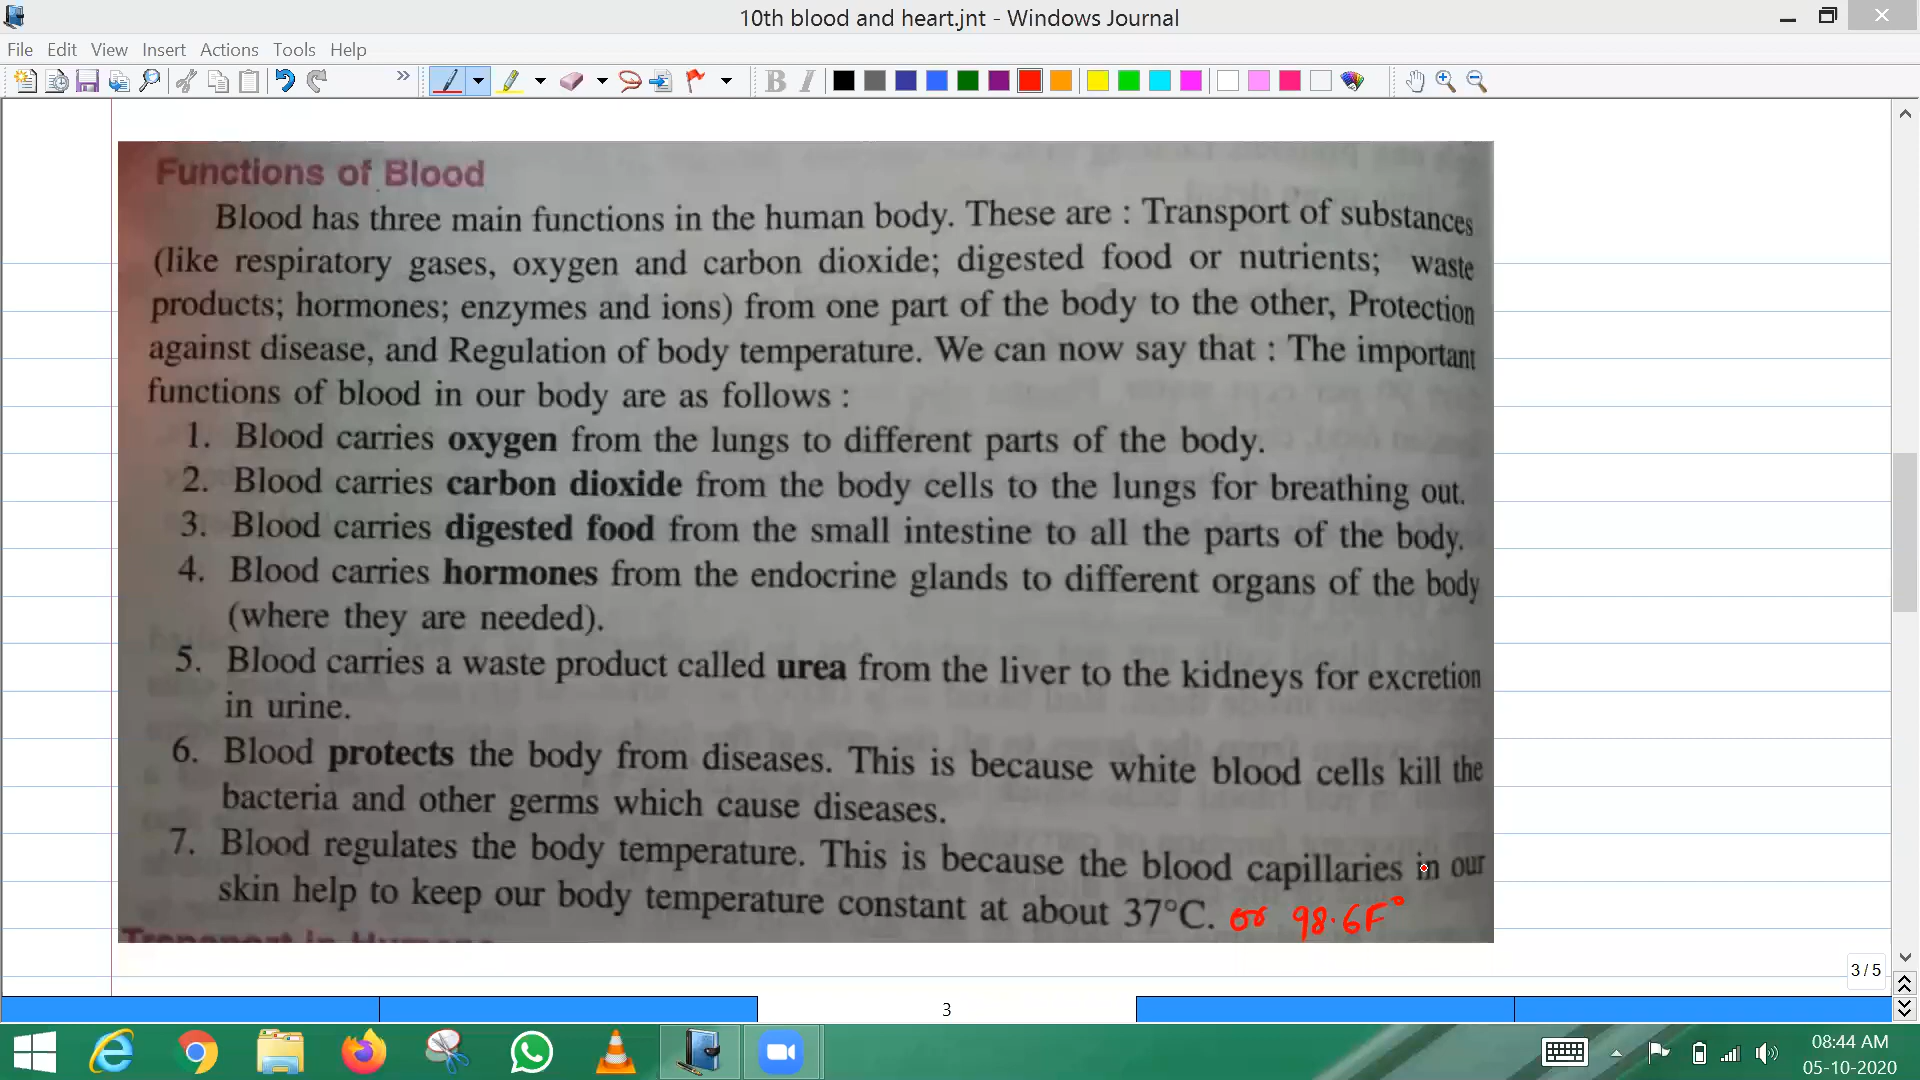 10th blood and heart.jnt - Windows Journal
File Edit View Insert Actions Tools Help
Functions of Blood
Blood has three main functions in the human body. These are : Transport of substances
(like respiratory gases, oxygen and carbon dioxide; digested food or nutrients; waste
products; hormones; enzymes and ions) from one part of the body to the other, Protection
against disease, and Regulation of body temperature. We can now say that : The important
functions of blood in our body are as follows :
1. Blood carries oxygen from the lungs to different parts of the body.
2. Blood carries carbon dioxide from the body cells to the lungs for breathing out.
3. Blood carries digested food from the small intestine to all the parts of the body.
4. Blood carries hormones from the endocrine glands to different organs of the body
(where they are needed).
5. Blood carries a waste product called urea from the liver to the kidneys for excretion
in urine.
6. Blood protects the body from diseases. This is because white blood cells kill the
bacteria and other germs which cause diseases.
7. Blood regulates the body temperature. This is because the blood capillaries in our
skin help to keep our body temperature constant at about 37°C. or 98.6F°
Transport in Humans
3 / 5
3
08:44 AM
05-10-2020